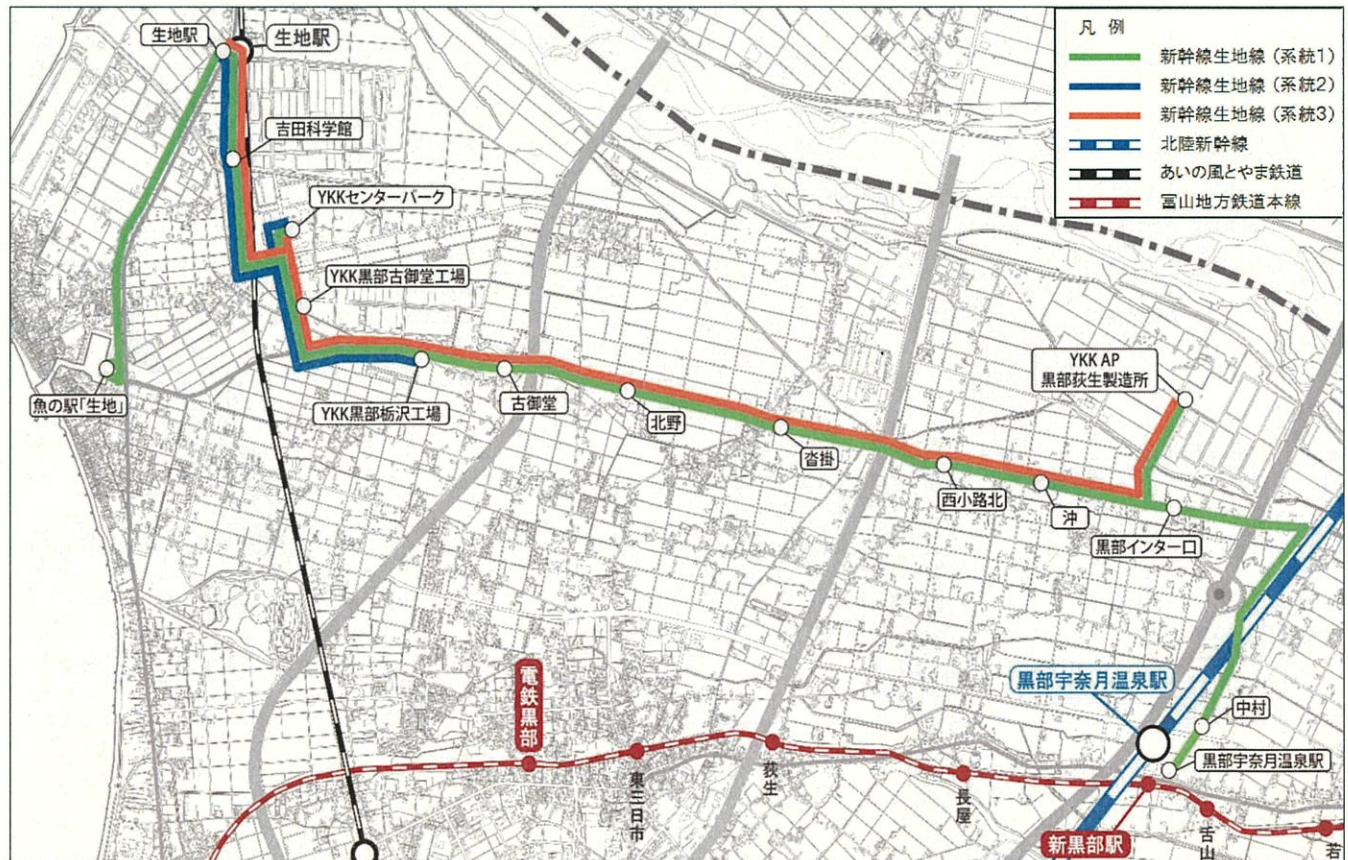 凡 例
新幹線生地線（系統1）
新幹線生地線（系統2）
新幹線生地線（系統3）
北陸新幹線
あいの風とやま鉄道
富山地方鉄道本線
生地駅
生地駅
吉田科学館
YKKセンターパーク
YKK黒部古御堂工場
魚の駅「生地」
YKK黒部栃沢工場
古御堂
北野
沓掛
西小路北
沖
YKK AP
黒部荻生製造所
黒部インター口
黒部宇奈月温泉駅
中村
黒部宇奈月温泉駅
電鉄黒部
東三日市
荻生
長屋
新黒部駅
舌山
若